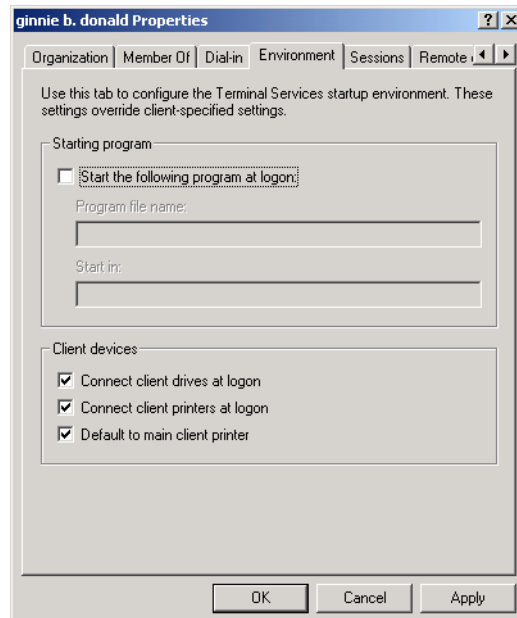 ginnie b. donald Properties
Organization Member Of Dial-in Environment Sessions Remote
Use this tab to configure the Terminal Services startup environment. These
settings override client-specified settings.
Starting program
Start the following program at logon:
Program file name:
Start in:
Client devices
Connect client drives at logon
Connect client printers at logon
Default to main client printer
OK Cancel Apply